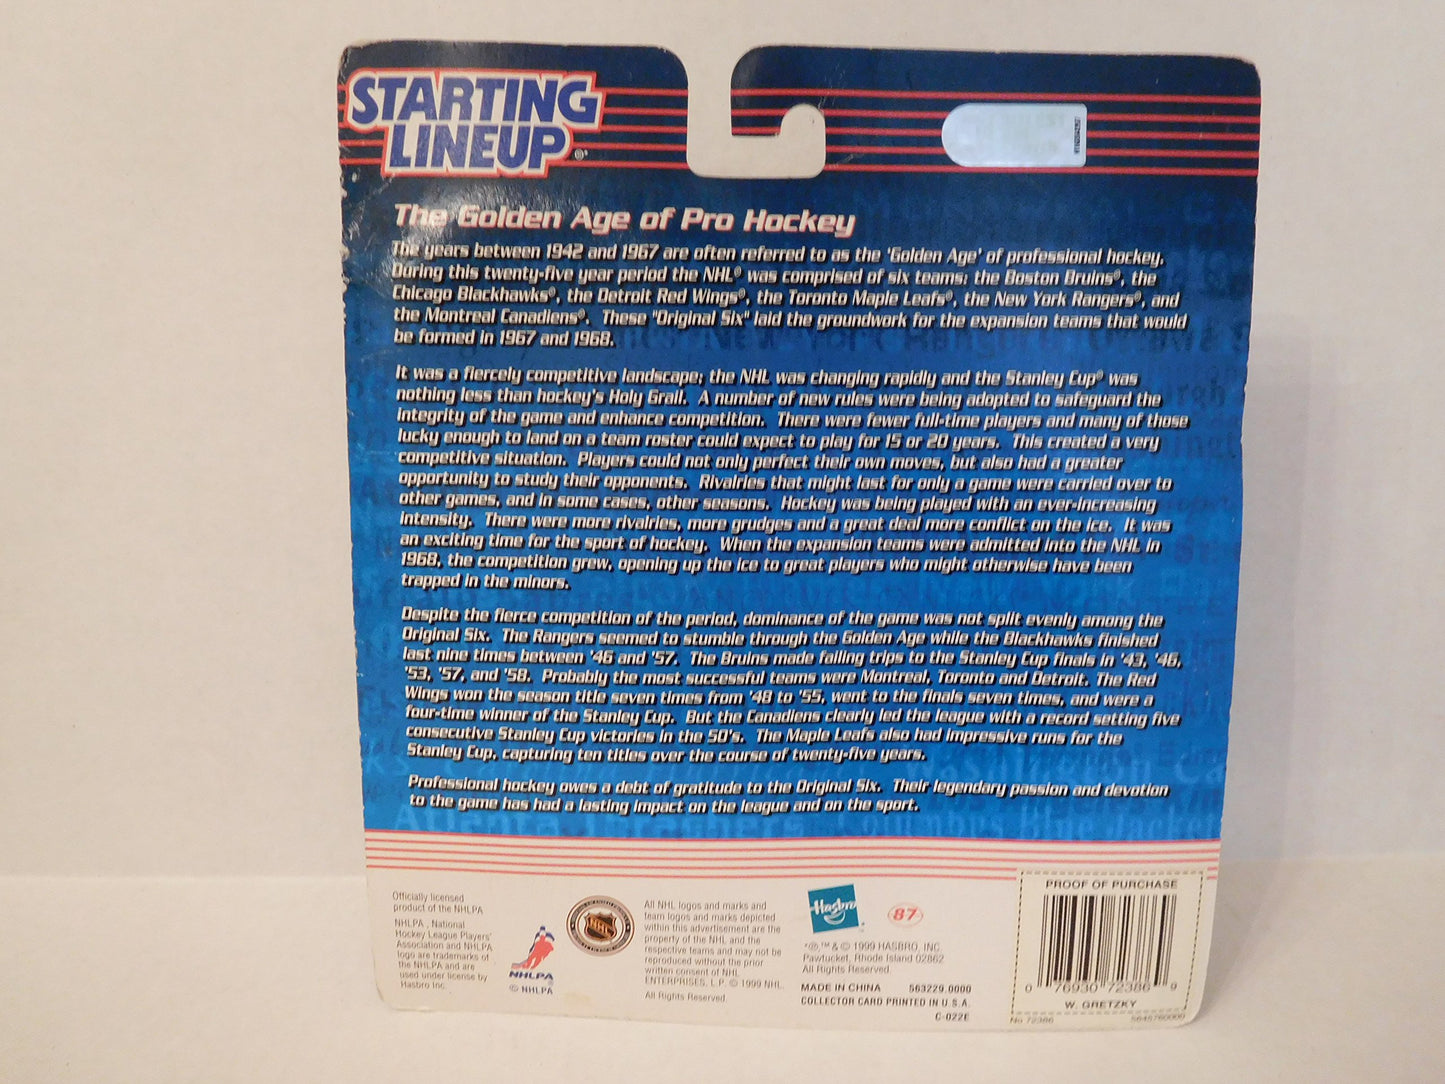 STARTING
LINEUP®
The Golden Age of Pro Hockey
The years between 1942 and 1967 are often referred to as the 'Golden Age' of professional hockey.
During this twenty-five year period the NHL® was comprised of six teams: the Boston Bruins®, the
Chicago Blackhawks®, the Detroit Red Wings®, the Toronto Maple Leafs®, the New York Rangers®, and
the Montreal Canadiens®. These "Original Six" laid the groundwork for the expansion teams that would
be formed in 1967 and 1968.
It was a fiercely competitive landscape; the NHL was changing rapidly and the Stanley Cup® was
nothing less than hockey's Holy Grail. A number of new rules were being adopted to safeguard the
integrity of the game and enhance competition. There were fewer full-time players and many of those
lucky enough to land on a team roster could expect to play for 15 or 20 years. This created a very
competitive situation. Players could not only perfect their own moves, but also had a greater
opportunity to study their opponents. Rivalries that might last for only a game were carried over to
other games, and in some cases, other seasons. Hockey was being played with an ever-increasing
intensity. There were more rivalries, more grudges and a great deal more conflict on the ice. It was
an exciting time for the sport of hockey. When the expansion teams were admitted into the NHL in
1968, the competition grew, opening up the ice to great players who might otherwise have been
trapped in the minors.
Despite the fierce competition of the period, dominance of the game was not split evenly among the
Original Six. The Rangers seemed to stumble through the Golden Age while the Blackhawks finished
last nine times between '46 and '57. The Bruins made failing trips to the Stanley Cup finals in '43, '46,
'53, '57, and '58. Probably the most successful teams were Montreal, Toronto and Detroit. The Red
Wings won the season title seven times from '48 to '55, went to the finals seven times, and were a
four-time winner of the Stanley Cup. But the Canadiens clearly led the league with a record setting five
consecutive Stanley Cup victories in the 50's. The Maple Leafs also had impressive runs for the
Stanley Cup, capturing ten titles over the course of twenty-five years.
Professional hockey owes a debt of gratitude to the Original Six. Their legendary passion and devotion
to the game has had a lasting impact on the league and on the sport.
Officially licensed
product of the NHLPA
NHLPA , National
Hockey League Players'
Association and NHLPA
logo are trademarks of
the NHLPA and are
used under license by
Hasbro Inc.
NHLPA
© NHLPA
NHL
All NHL logos and marks and
team logos and marks depicted
within this advertisement are the
property of the NHL and the
respective teams and may not be
reproduced without the prior
written consent of NHL
ENTERPRISES, L.P. © 1999 NHL.
All Rights Reserved.
Hasbro
87
*®,™ & © 1999 HASBRO, INC.
Pawtucket, Rhode Island 02862
All Rights Reserved.
MADE IN CHINA 563229.0000
COLLECTOR CARD PRINTED IN U.S.A.
C-022E
PROOF OF PURCHASE
0 76930 72386 9
W. GRETZKY
No 72386 5645760000